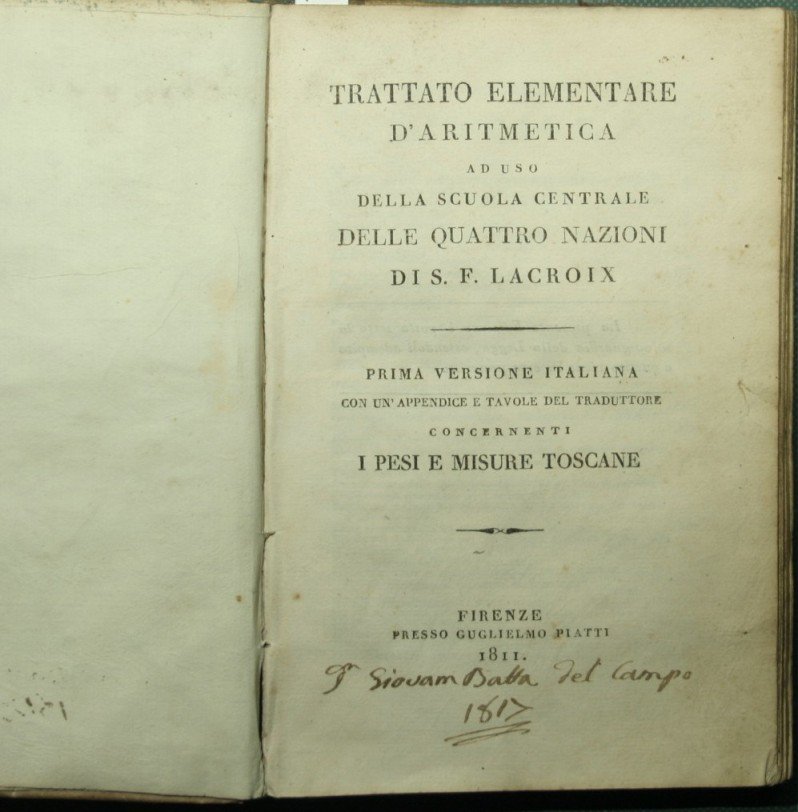 TRATTATO ELEMENTARE
D'ARITMETICA
AD USO
DELLA SCUOLA CENTRALE
DELLE QUATTRO NAZIONI
DI S. F. LACROIX
PRIMA VERSIONE ITALIANA
CON UN' APPENDICE E TAVOLE DEL TRADUTTORE
CONCERNENTI
I PESI E MISURE TOSCANE
FIRENZE
PRESSO GUGLIELMO PIATTI
1811.
Giovam Batta del Campo
1817